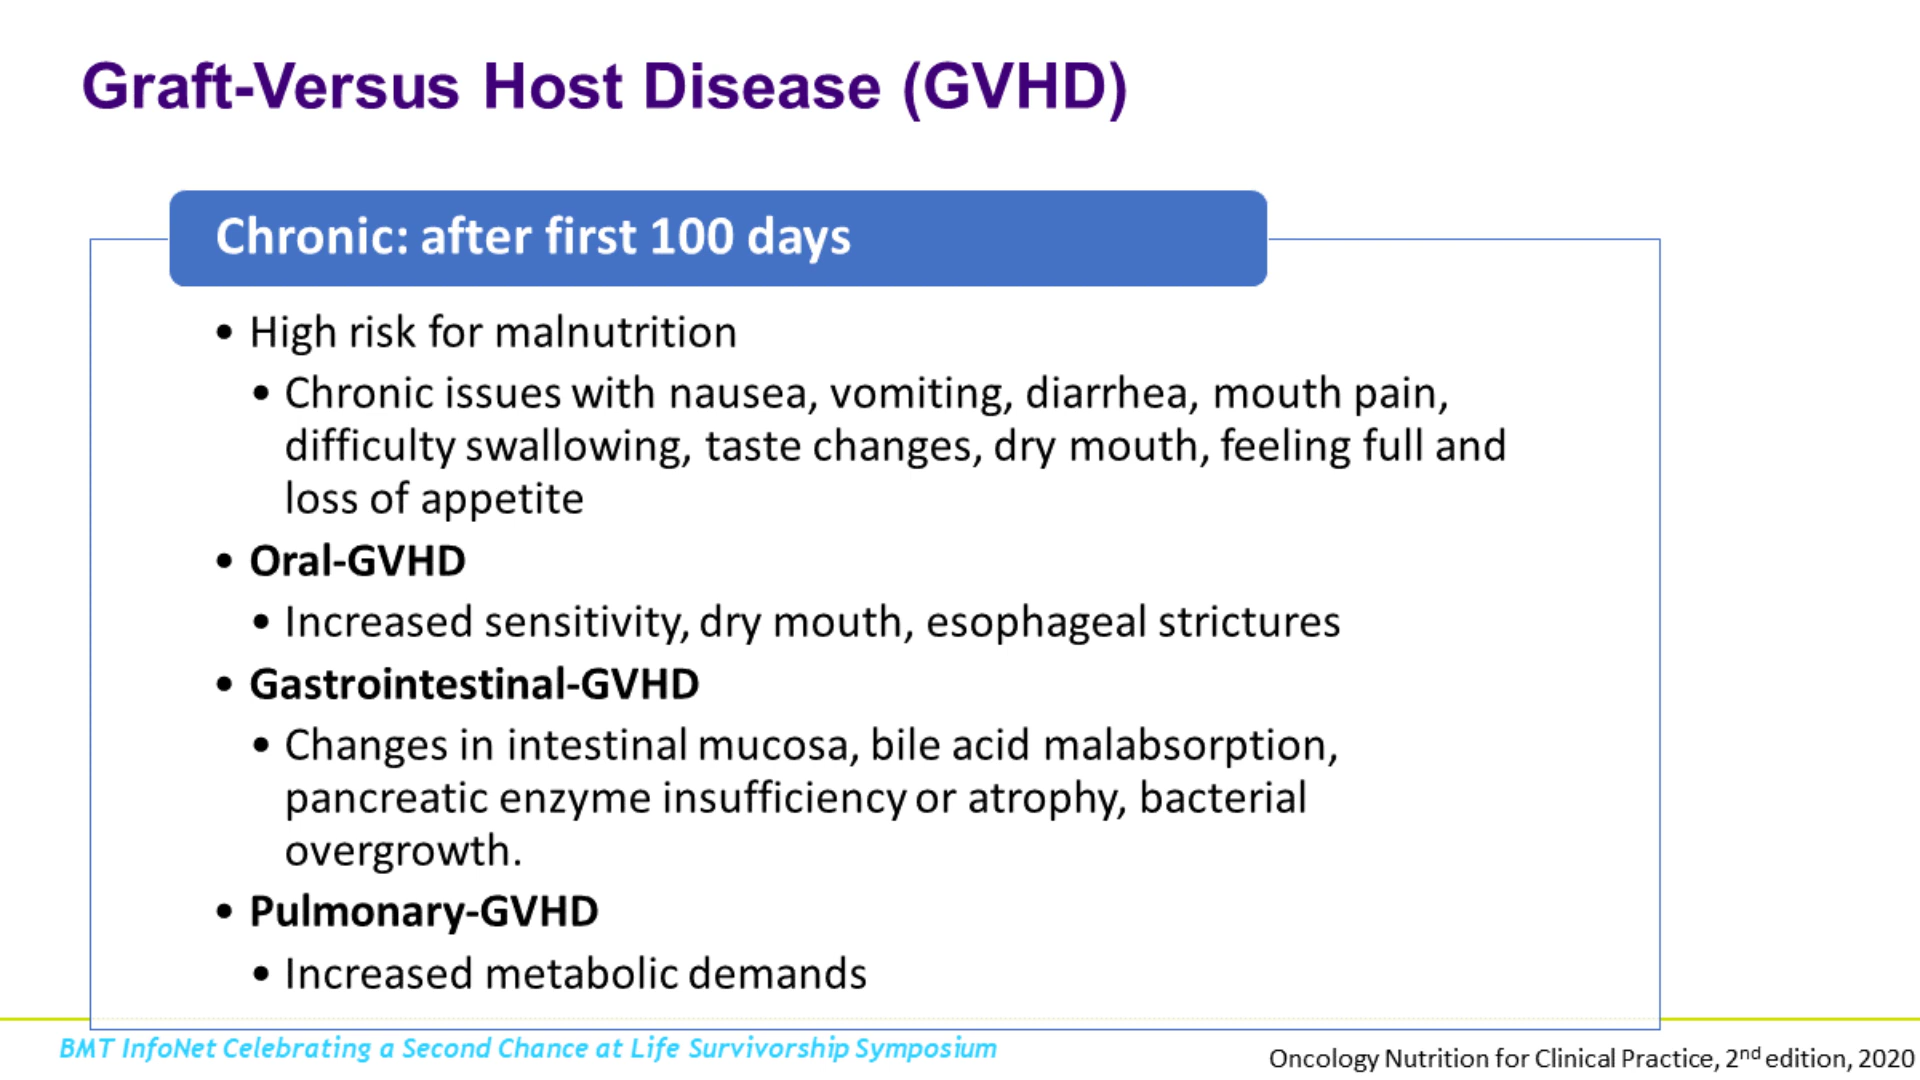 Graft-Versus Host Disease (GVHD)
Chronic: after first 100 days
• High risk for malnutrition
• Chronic issues with nausea, vomiting, diarrhea, mouth pain,
difficulty swallowing, taste changes, dry mouth, feeling full and
loss of appetite
• Oral-GVHD
• Increased sensitivity, dry mouth, esophageal strictures
• Gastrointestinal-GVHD
• Changes in intestinal mucosa, bile acid malabsorption,
pancreatic enzyme insufficiency or atrophy, bacterial
overgrowth.
• Pulmonary-GVHD
• Increased metabolic demands
BMT InfoNet Celebrating a Second Chance at Life Survivorship Symposium
Oncology Nutrition for Clinical Practice, 2nd edition, 2020